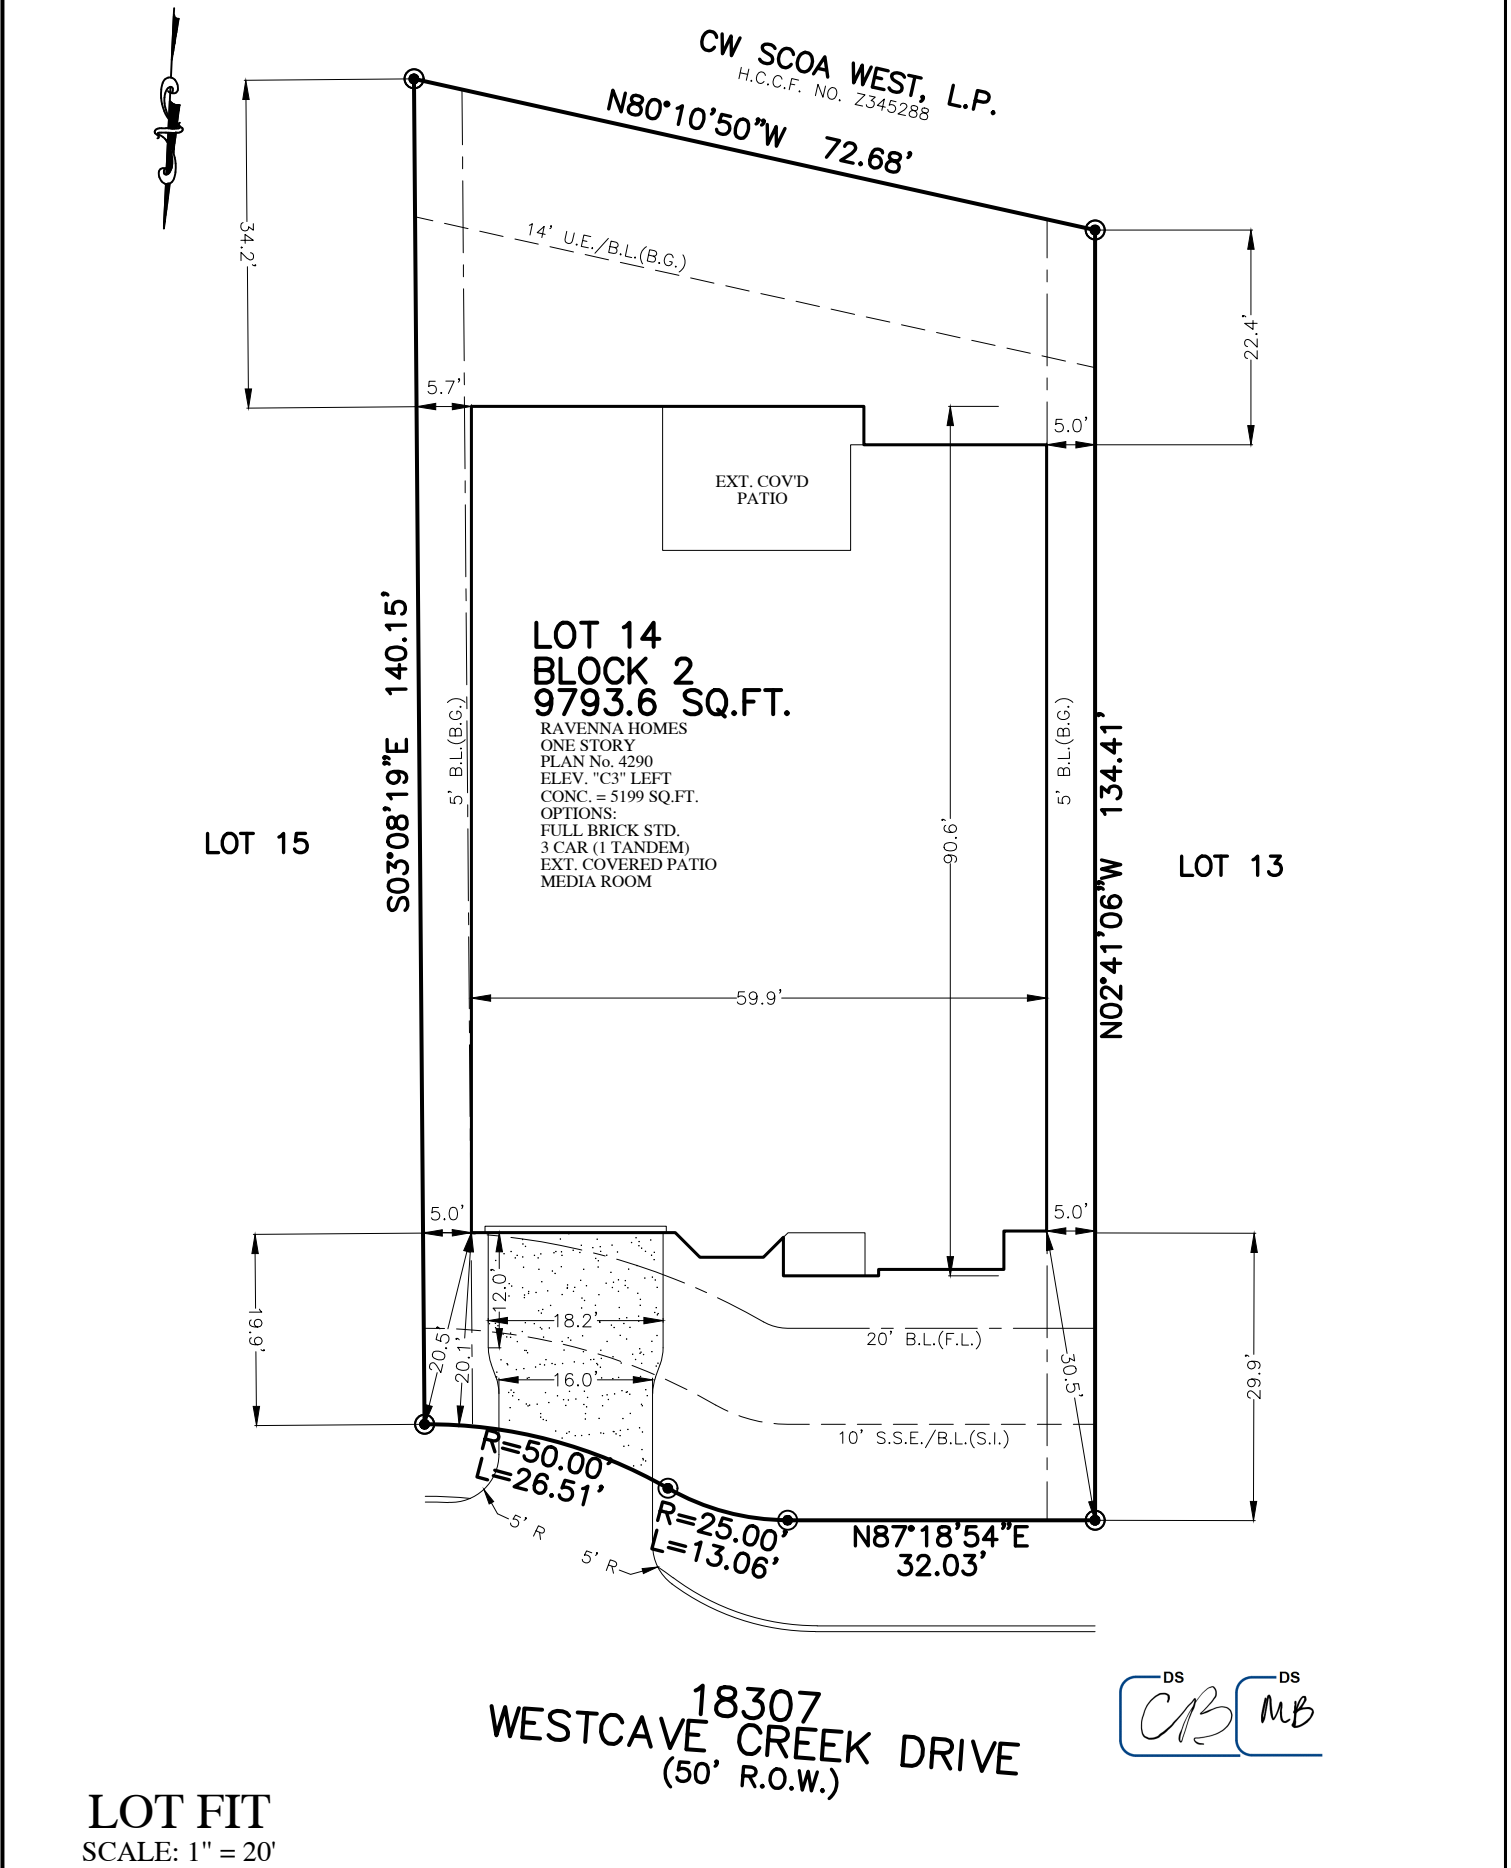 CW SCOA WEST, L.P.
H.C.C.F. NO. Z345288
N80°10'50"W 72.68'
34.2'
14' U.E./B.L.(B.G.)
22.4'
5.7'
5.0'
EXT. COV'D
PATIO
S03°08'19"E 140.15'
LOT 14
BLOCK 2
9793.6 SQ.FT.
RAVENNA HOMES
ONE STORY
PLAN No. 4290
ELEV. "C3" LEFT
CONC. = 5199 SQ.FT.
OPTIONS:
FULL BRICK STD.
3 CAR (1 TANDEM)
EXT. COVERED PATIO
MEDIA ROOM
5' B.L.(B.G.)
5' B.L.(B.G.)
N02°41'06"W 134.41'
90.6'
LOT 15
LOT 13
59.9'
5.0'
5.0'
19.9'
20.5'
20.1'
12.0'
18.2'
16.0'
20' B.L.(F.L.)
30.5'
29.9'
10' S.S.E./B.L.(S.I.)
R=50.00'
L=26.51'
5' R
R=25.00'
L=13.06'
5' R
N87°18'54"E
32.03'
18307
WESTCAVE CREEK DRIVE
(50' R.O.W.)
DS
CB
DS
MB
LOT FIT
SCALE: 1" = 20'